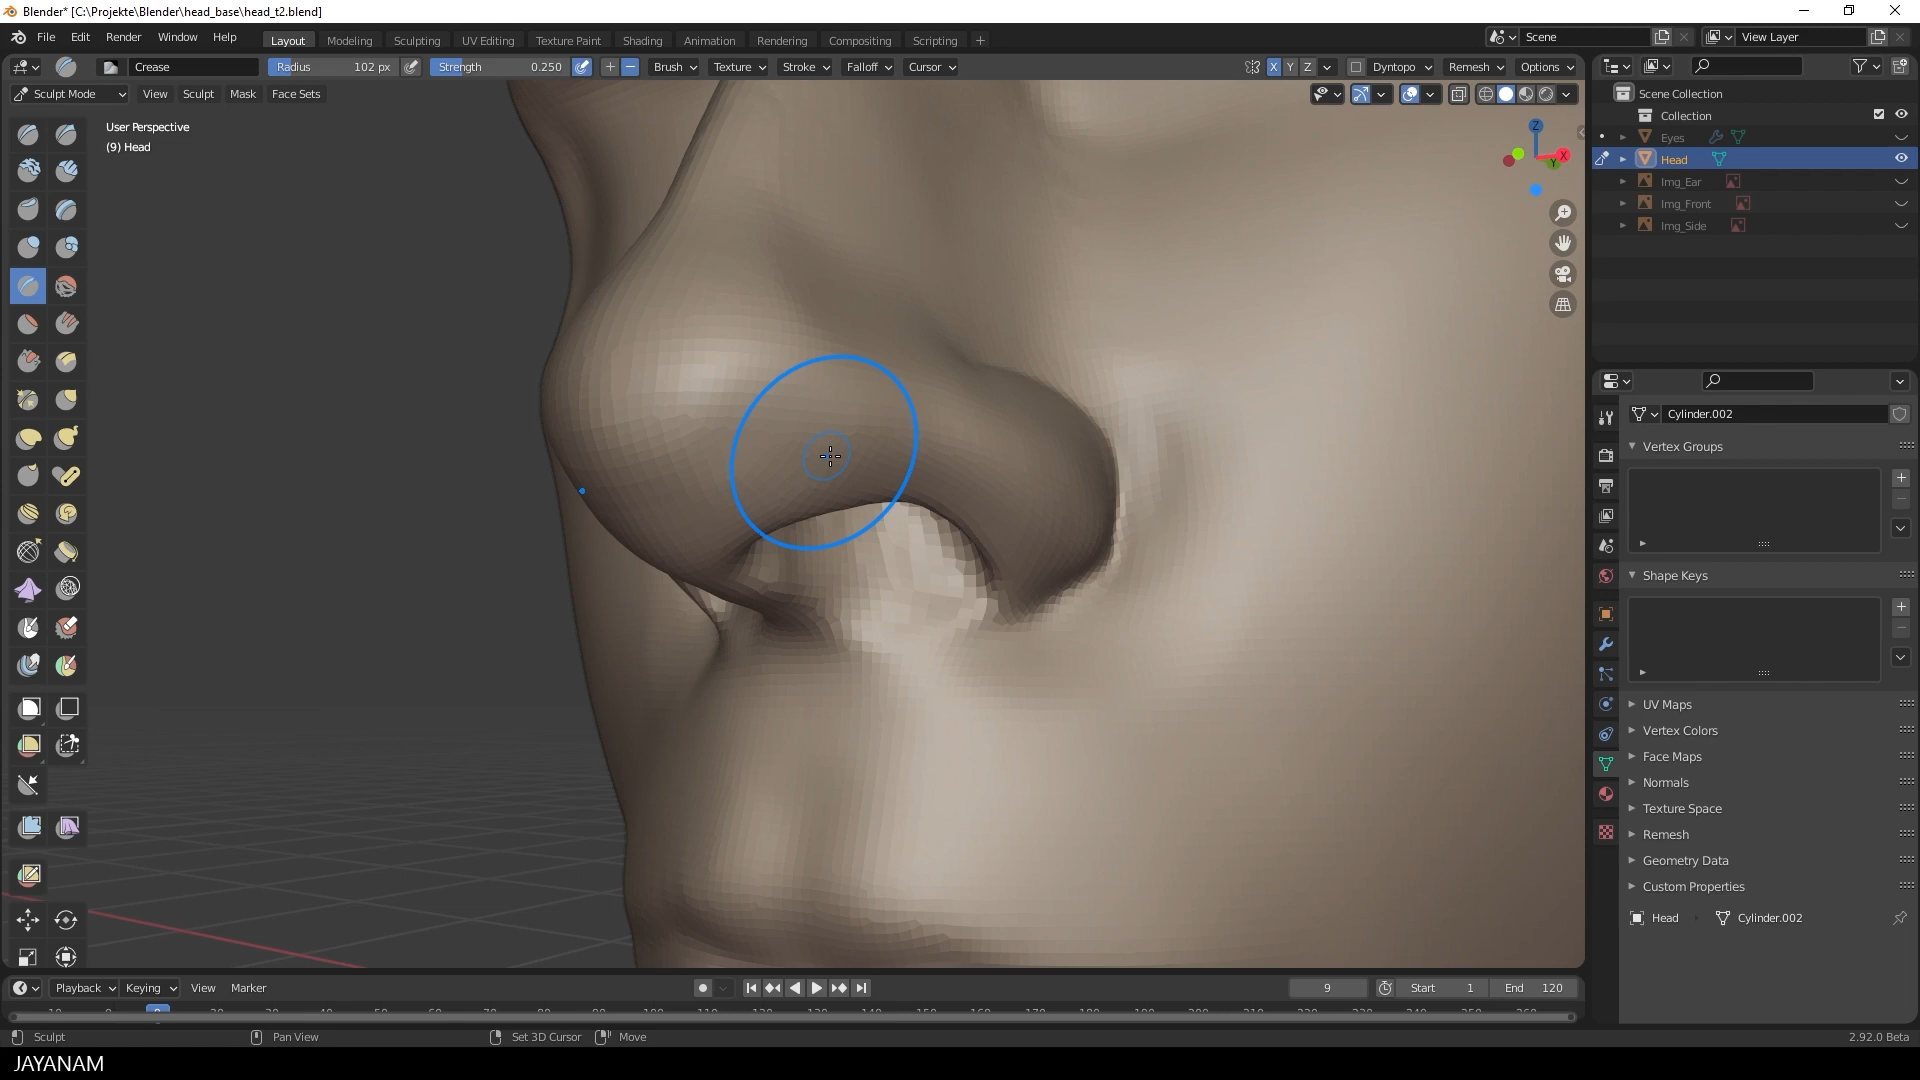 Blender* [C:\Projekte\Blender\head_base\head_t2.blend]
File Edit Render Window Help
Layout Modeling Sculpting UV Editing Texture Paint Shading Animation Rendering Compositing Scripting +
Scene
View Layer
Crease Radius 102 px Strength 0.250 Brush Texture Stroke Falloff Cursor
X Y Z Dyntopo Remesh Options
Sculpt Mode View Sculpt Mask Face Sets
User Perspective
(9) Head
Z
X
Y
Scene Collection
Collection
Eyes
Head
Img_Ear
Img_Front
Img_Side
Cylinder.002
Vertex Groups
Shape Keys
UV Maps
Vertex Colors
Face Maps
Normals
Texture Space
Remesh
Geometry Data
Custom Properties
Head Cylinder.002
Playback Keying View Marker
9 Start 1 End 120
Sculpt Pan View Set 3D Cursor Move
2.92.0 Beta
JAYANAM